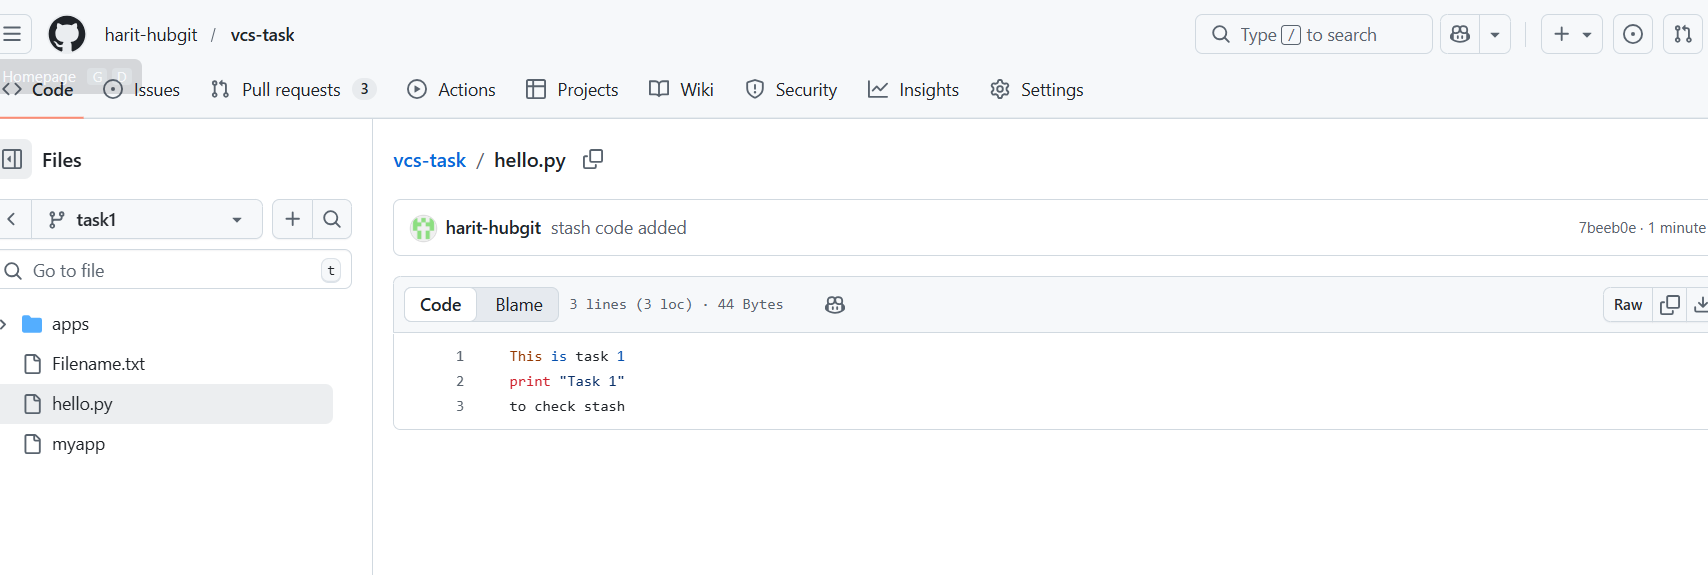 harit-hubgit / vcs-task
Type / to search
Homepage G D
Code Issues Pull requests 3 Actions Projects Wiki Security Insights Settings
Files
task1
Go to file t
apps
Filename.txt
hello.py
myapp
vcs-task / hello.py
harit-hubgit stash code added 7beeb0e · 1 minute
Code Blame 3 lines (3 loc) · 44 Bytes Raw
1 This is task 1
2 print "Task 1"
3 to check stash